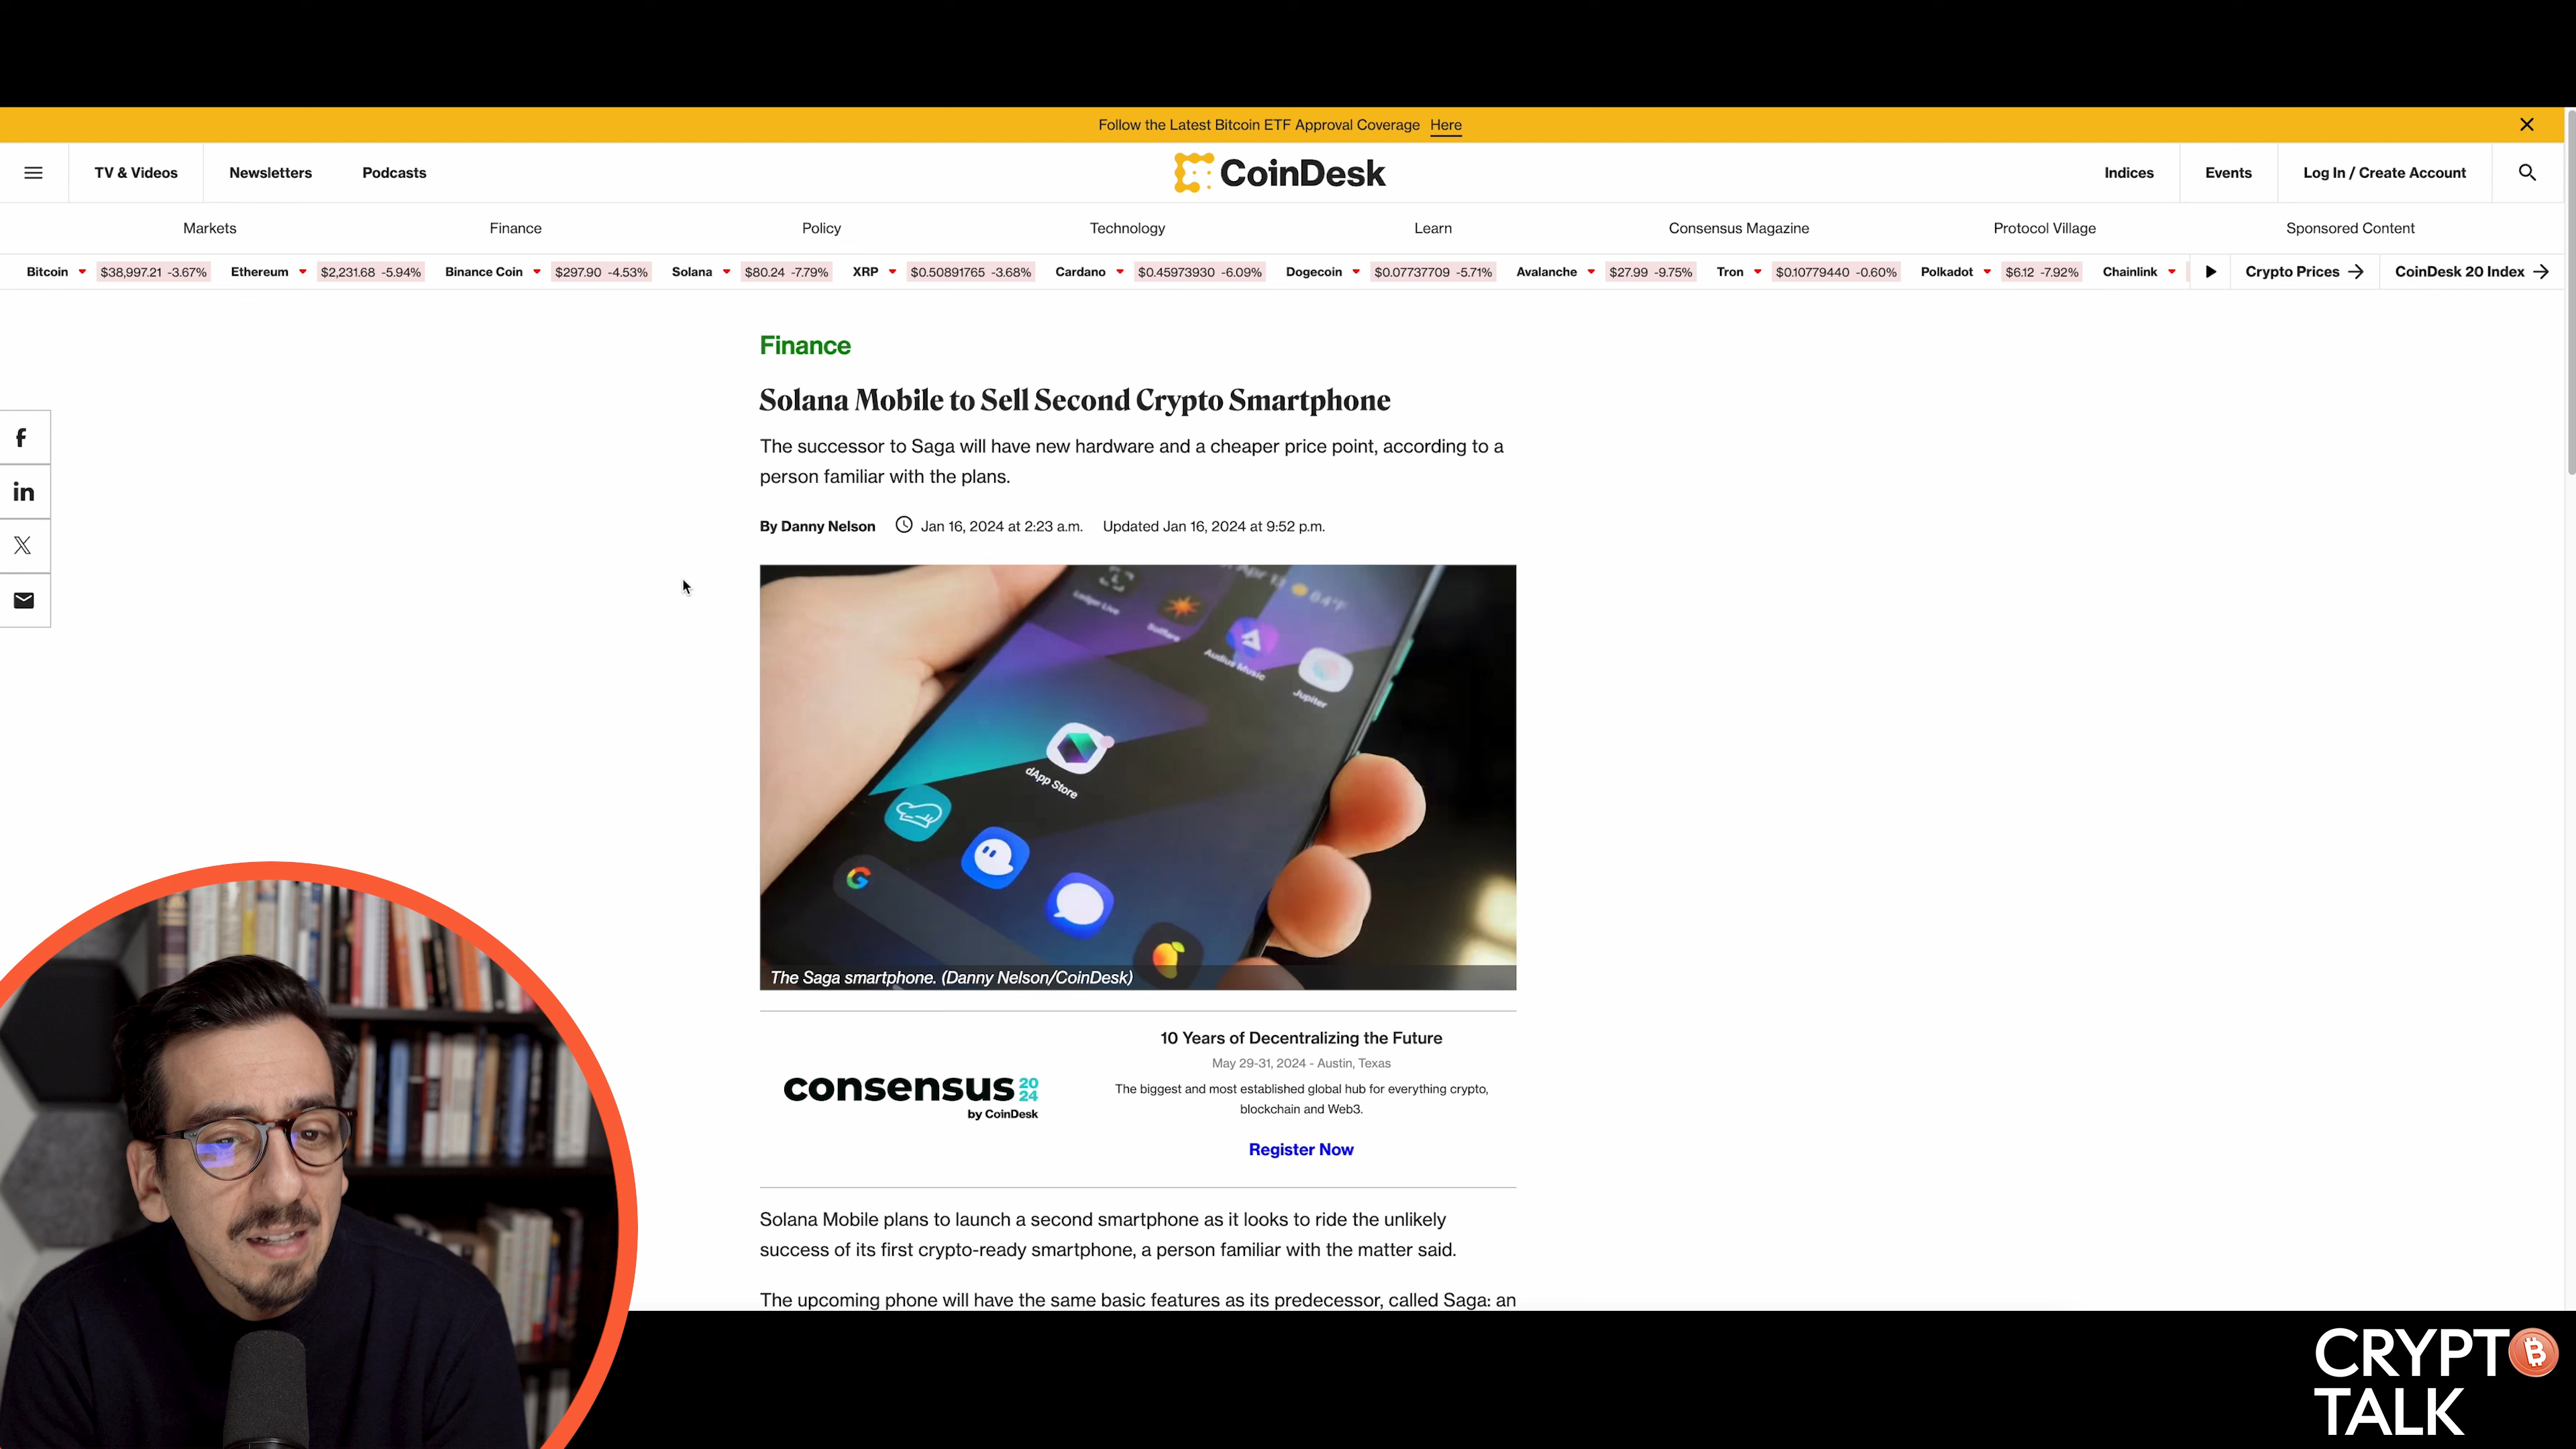 Follow the Latest Bitcoin ETF Approval Coverage Here
TV & Videos Newsletters Podcasts CoinDesk Indices Events Log In / Create Account
Markets Finance Policy Technology Learn Consensus Magazine Protocol Village Sponsored Content
Bitcoin $38,997.21 -3.67% Ethereum $2,231.68 -5.94% Binance Coin $297.90 -4.53% Solana $80.24 -7.79% XRP $0.50891765 -3.68% Cardano $0.45973930 -6.09% Dogecoin $0.07737709 -5.71% Avalanche $27.99 -9.75% Tron $0.10779440 -0.60% Polkadot $6.12 -7.92% Chainlink Crypto Prices CoinDesk 20 Index
Finance
Solana Mobile to Sell Second Crypto Smartphone
The successor to Saga will have new hardware and a cheaper price point, according to a
person familiar with the plans.
By Danny Nelson Jan 16, 2024 at 2:23 a.m. Updated Jan 16, 2024 at 9:52 p.m.
Apr 13 64°F
Ledger Live
Solflare
Audius Music
Jupiter
dApp Store
The Saga smartphone. (Danny Nelson/CoinDesk)
consensus 2024
by CoinDesk
10 Years of Decentralizing the Future
May 29-31, 2024 - Austin, Texas
The biggest and most established global hub for everything crypto,
blockchain and Web3.
Register Now
Solana Mobile plans to launch a second smartphone as it looks to ride the unlikely
success of its first crypto-ready smartphone, a person familiar with the matter said.
The upcoming phone will have the same basic features as its predecessor, called Saga: an
CRYPTO
TALK